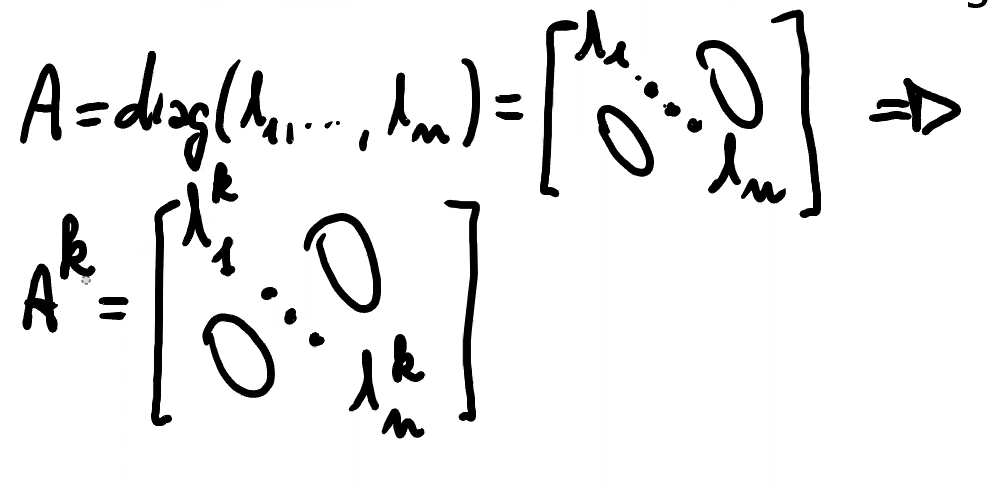 A = diag(λ₁, ..., λₙ) = [λ₁ ⋱ λₙ 0 0] ⇒
Aᵏ = [λ₁ᵏ ⋱ λₙᵏ 0 0]